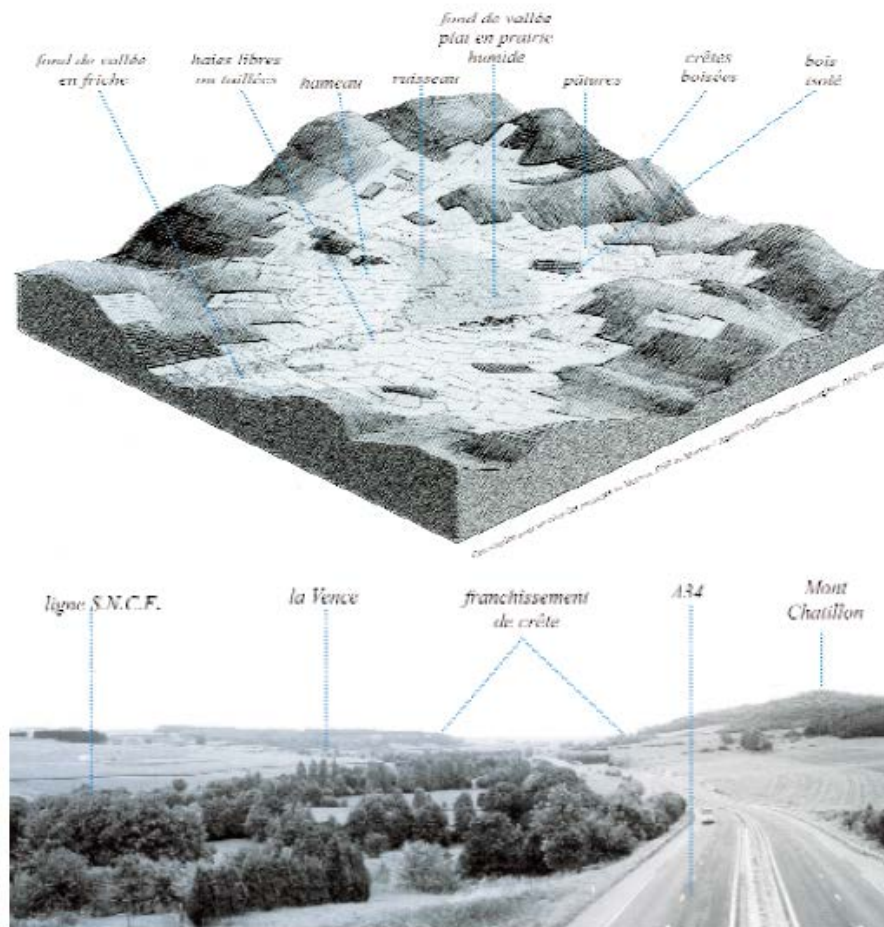 fond de vallée
en friche
haies libres
ou taillées
hameau
ruisseau
fond de vallée
plat en prairie
humide
pâtures
crêtes
boisées
bois
isolé
ligne S.N.C.F.
la Vence
franchissement
de crête
A34
Mont
Chatillon